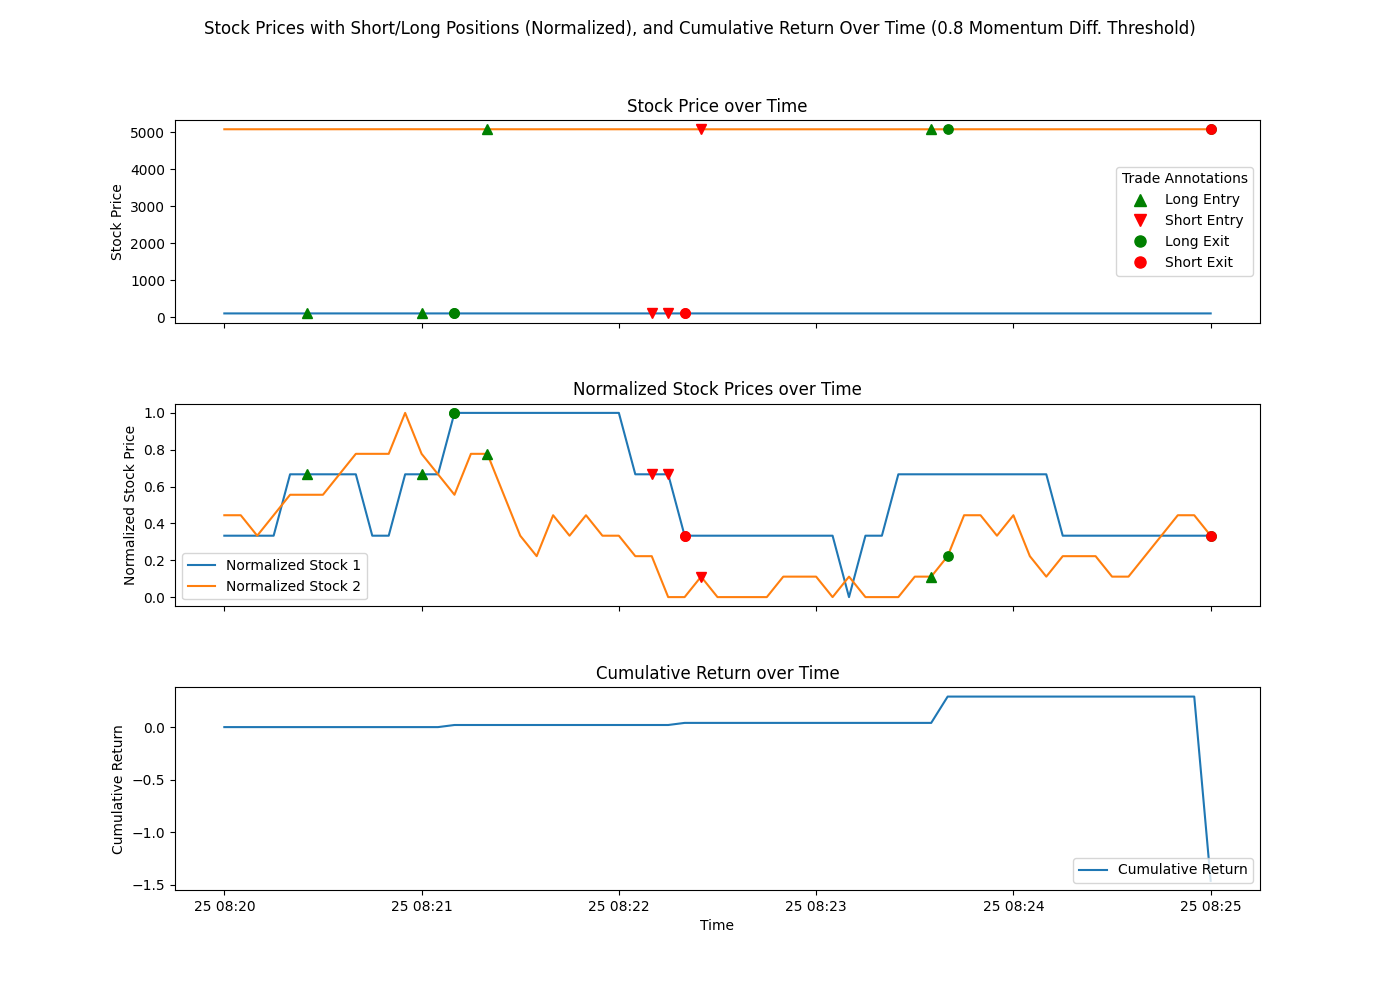 Stock Prices with Short/Long Positions (Normalized), and Cumulative Return Over Time (0.8 Momentum Diff. Threshold)
Stock Price over Time
Stock Price
5000
4000
3000
2000
1000
0
Trade Annotations
Long Entry
Short Entry
Long Exit
Short Exit
Normalized Stock Prices over Time
Normalized Stock Price
1.0
0.8
0.6
0.4
0.2
0.0
Normalized Stock 1
Normalized Stock 2
Cumulative Return over Time
Cumulative Return
0.0
−0.5
−1.0
−1.5
Cumulative Return
25 08:20 25 08:21 25 08:22 25 08:23 25 08:24 25 08:25
Time